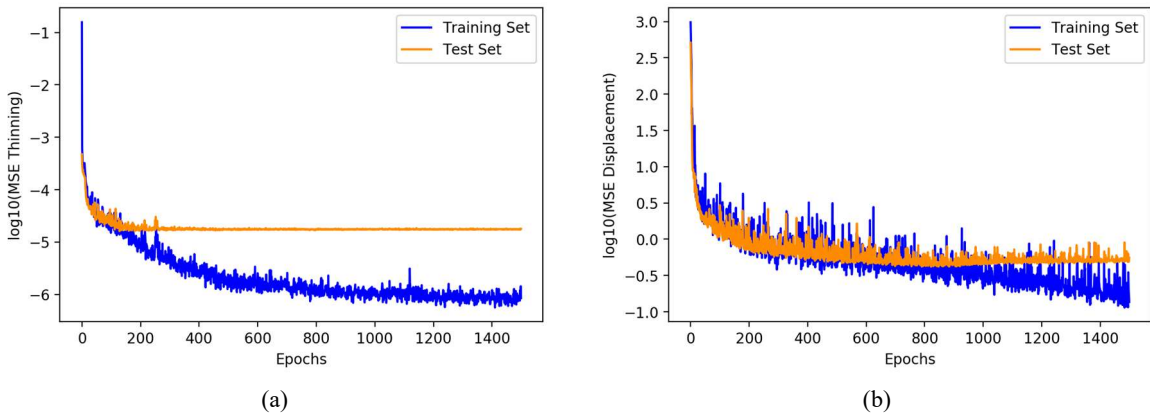 Training Set
Test Set
−1
−2
−3
−4
−5
−6
log10(MSE Thinning)
0 200 400 600 800 1000 1200 1400
Epochs
(a)
Training Set
Test Set
3.0
2.5
2.0
1.5
1.0
0.5
0.0
−0.5
−1.0
log10(MSE Displacement)
0 200 400 600 800 1000 1200 1400
Epochs
(b)